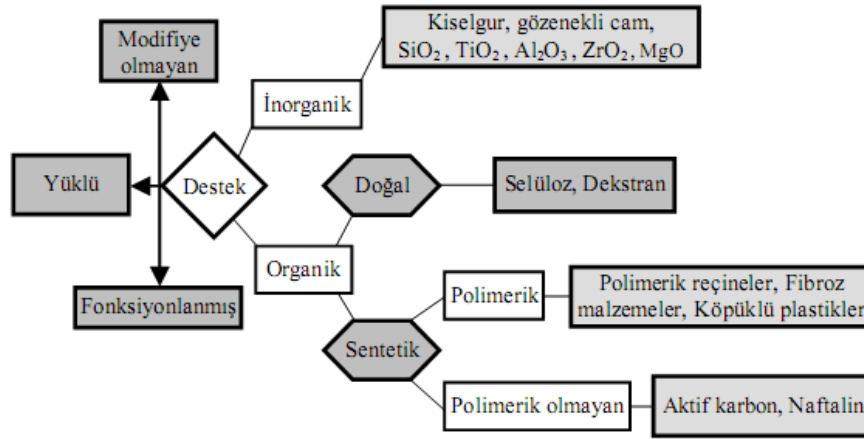 Modifiye
olmayan
Kiselgur, gözenekli cam,
SiO₂ , TiO₂ , Al₂O₃ , ZrO₂, MgO
İnorganik
Yüklü
Destek
Doğal
Selüloz, Dekstran
Organik
Fonksiyonlanmış
Polimerik
Polimerik reçineler, Fibroz
malzemeler, Köpüklü plastikler
Sentetik
Polimerik olmayan
Aktif karbon, Naftalin